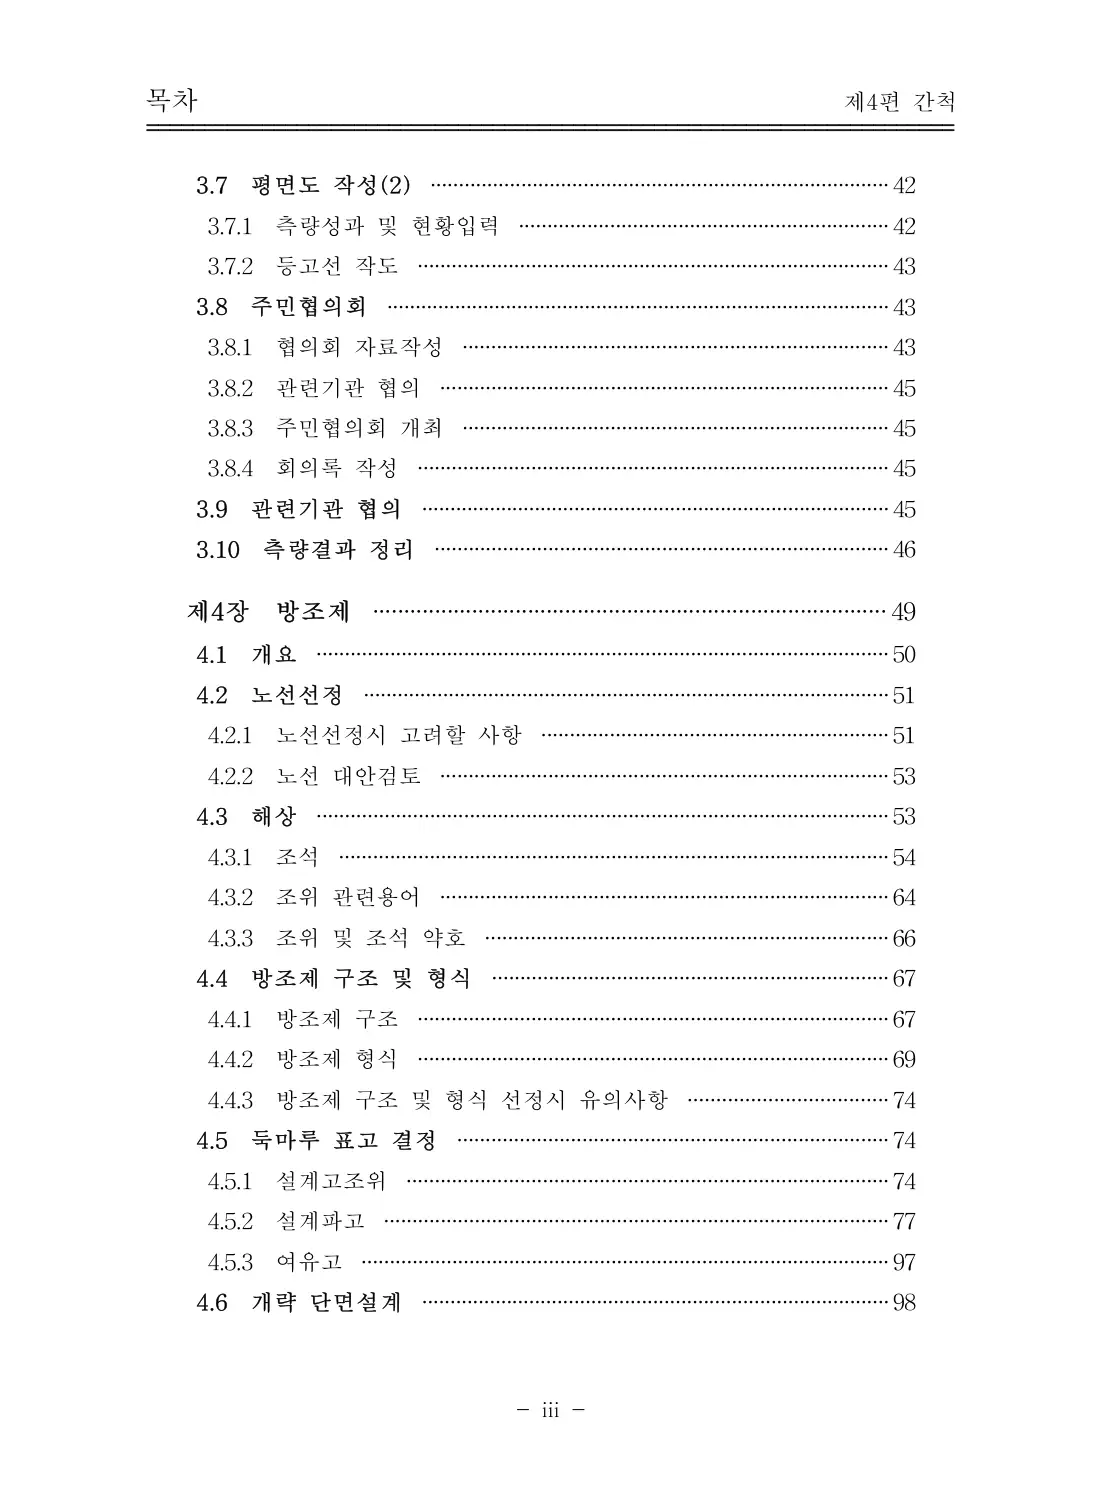 목차 제4편 간척
3.7 평면도 작성(2) ········ 42
3.7.1 측량성과 및 현황입력 ········ 42
3.7.2 등고선 작도 ········ 43
3.8 주민협의회 ········ 43
3.8.1 협의회 자료작성 ········ 43
3.8.2 관련기관 협의 ········ 45
3.8.3 주민협의회 개최 ········ 45
3.8.4 회의록 작성 ········ 45
3.9 관련기관 협의 ········ 45
3.10 측량결과 정리 ········ 46
제4장 방조제 ········ 49
4.1 개요 ········ 50
4.2 노선선정 ········ 51
4.2.1 노선선정시 고려할 사항 ········ 51
4.2.2 노선 대안검토 ········ 53
4.3 해상 ········ 53
4.3.1 조석 ········ 54
4.3.2 조위 관련용어 ········ 64
4.3.3 조위 및 조석 약호 ········ 66
4.4 방조제 구조 및 형식 ········ 67
4.4.1 방조제 구조 ········ 67
4.4.2 방조제 형식 ········ 69
4.4.3 방조제 구조 및 형식 선정시 유의사항 ········ 74
4.5 둑마루 표고 결정 ········ 74
4.5.1 설계고조위 ········ 74
4.5.2 설계파고 ········ 77
4.5.3 여유고 ········ 97
4.6 개략 단면설계 ········ 98
- iii -